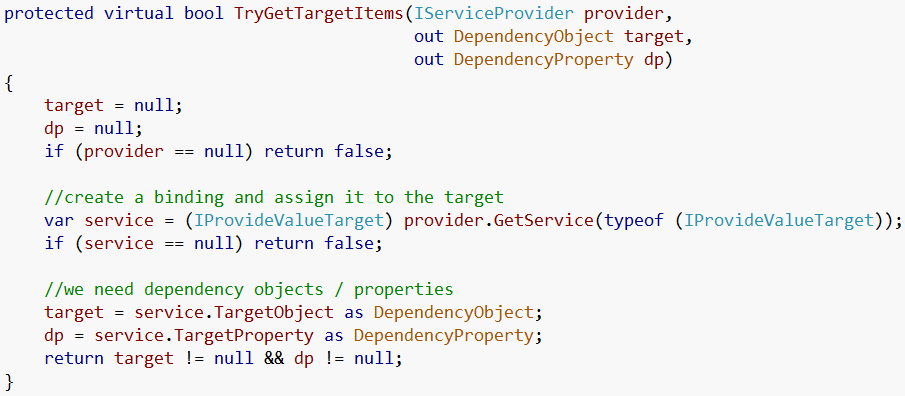 protected virtual bool TryGetTargetItems(IServiceProvider provider,
                                         out DependencyObject target,
                                         out DependencyProperty dp)
{
    target = null;
    dp = null;
    if (provider == null) return false;

    //create a binding and assign it to the target
    var service = (IProvideValueTarget) provider.GetService(typeof (IProvideValueTarget));
    if (service == null) return false;

    //we need dependency objects / properties
    target = service.TargetObject as DependencyObject;
    dp = service.TargetProperty as DependencyProperty;
    return target != null && dp != null;
}